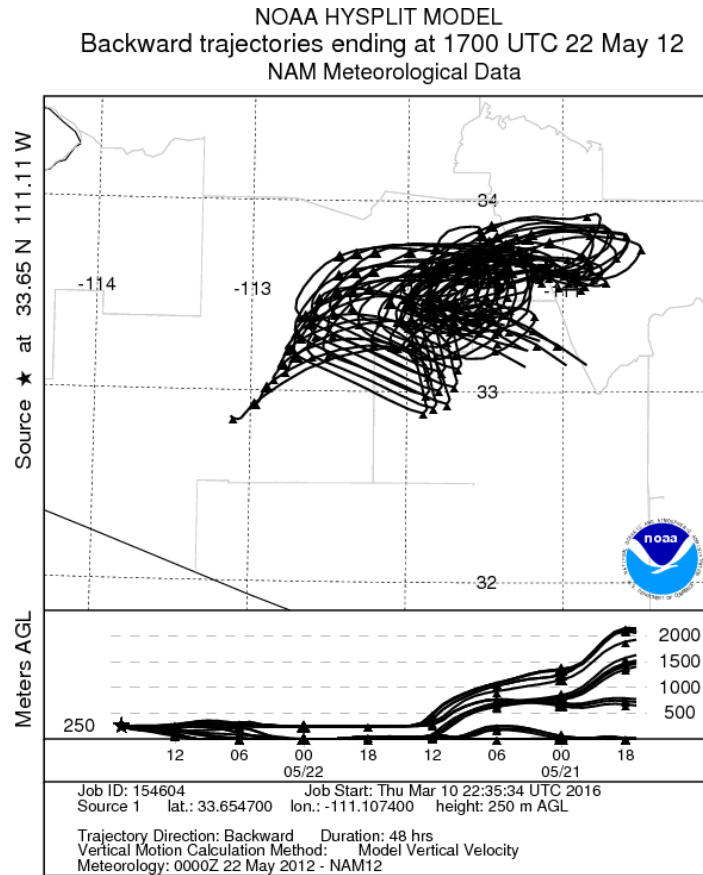 NOAA HYSPLIT MODEL
Backward trajectories ending at 1700 UTC 22 May 12
NAM Meteorological Data
Source ★ at 33.65 N 111.11 W
34
-114
-113
33
32
noaa
Meters AGL
2000
1500
1000
500
250
12 06 00 18 12 06 00 18
05/22 05/21
Job ID: 154604 Job Start: Thu Mar 10 22:35:34 UTC 2016
Source 1 lat.: 33.654700 lon.: -111.107400 height: 250 m AGL
Trajectory Direction: Backward Duration: 48 hrs
Vertical Motion Calculation Method: Model Vertical Velocity
Meteorology: 0000Z 22 May 2012 - NAM12